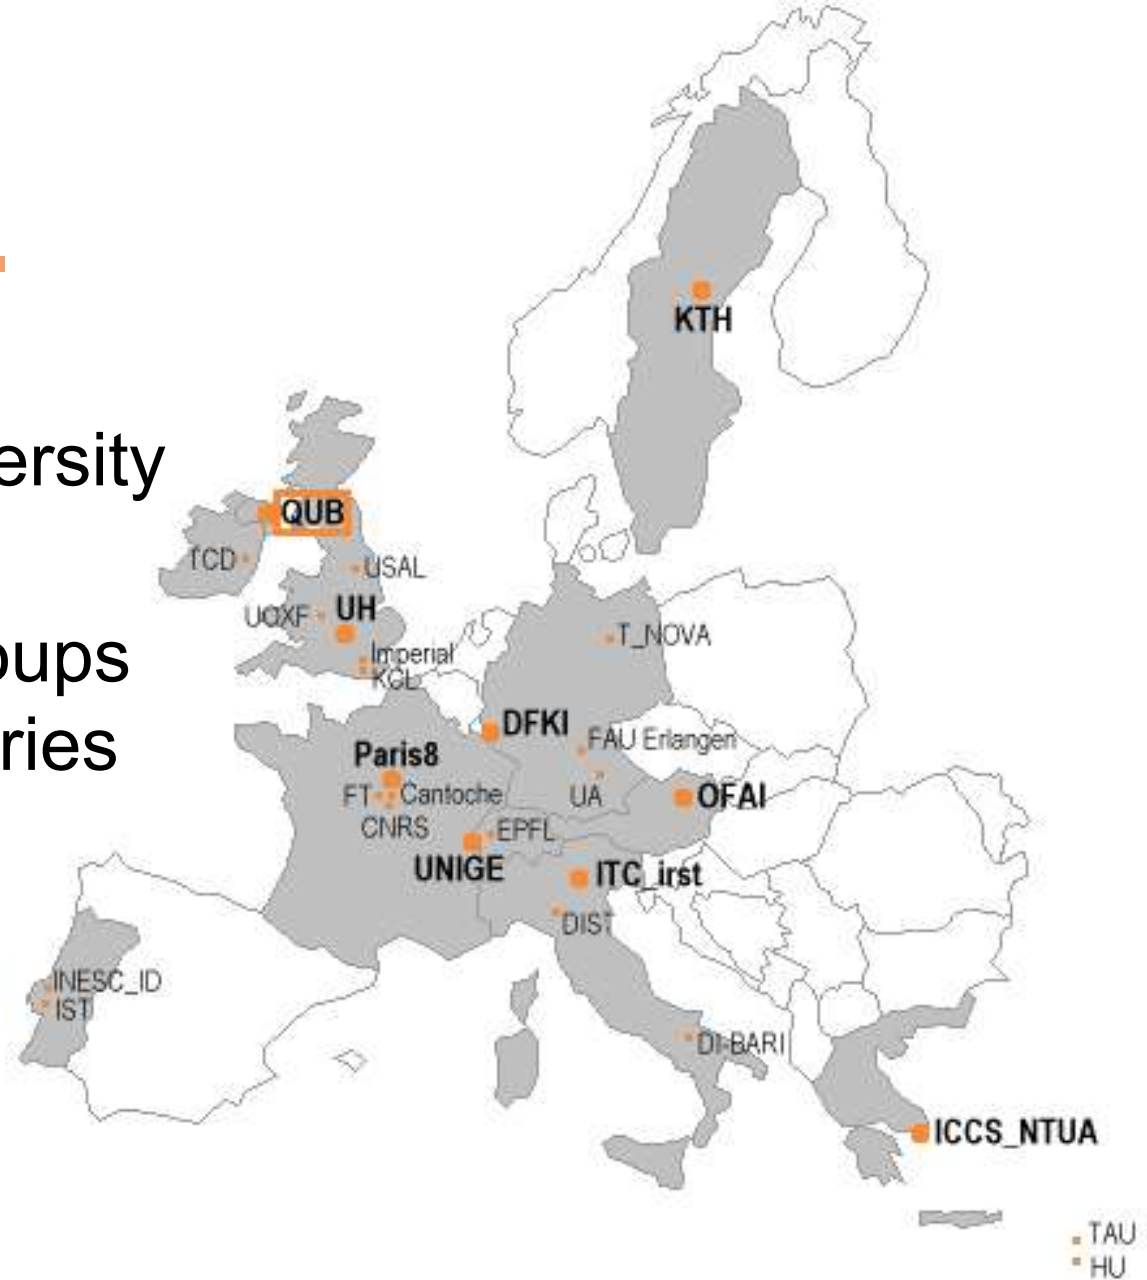 KTH
ersity
QUB
TCD
USAL
UOXF
UH
Imperial
KCL
oups
ries
T_NOVA
DFKI
FAU Erlangen
UA
OFAI
Paris8
FT
Cantoche
CNRS
EPFL
UNIGE
ITC_irst
DIST
INESC_ID
IST
DI-BARI
ICCS_NTUA
TAU
HU